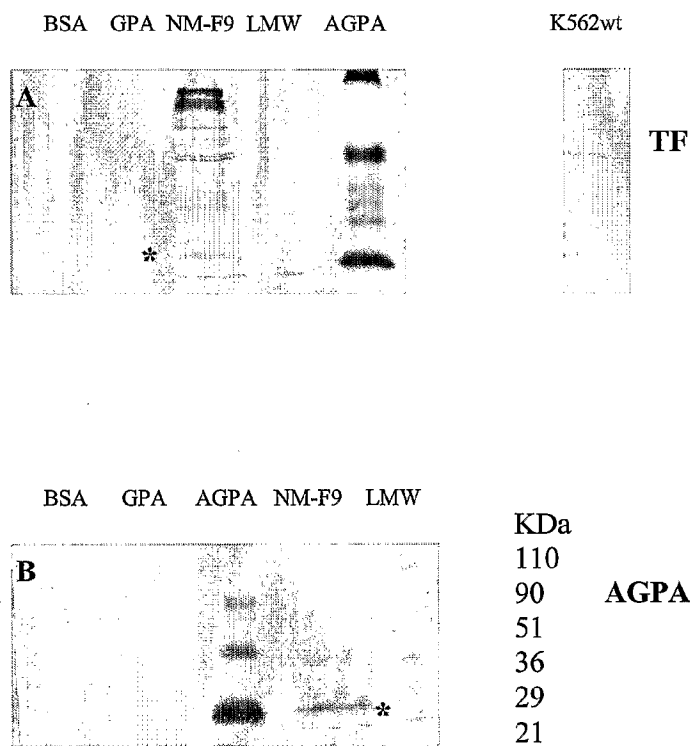 BSA GPA NM-F9 LMW AGPA K562wt
A
TF
*
BSA GPA AGPA NM-F9 LMW
KDa
B
110
90 AGPA
51
36
29
*
21